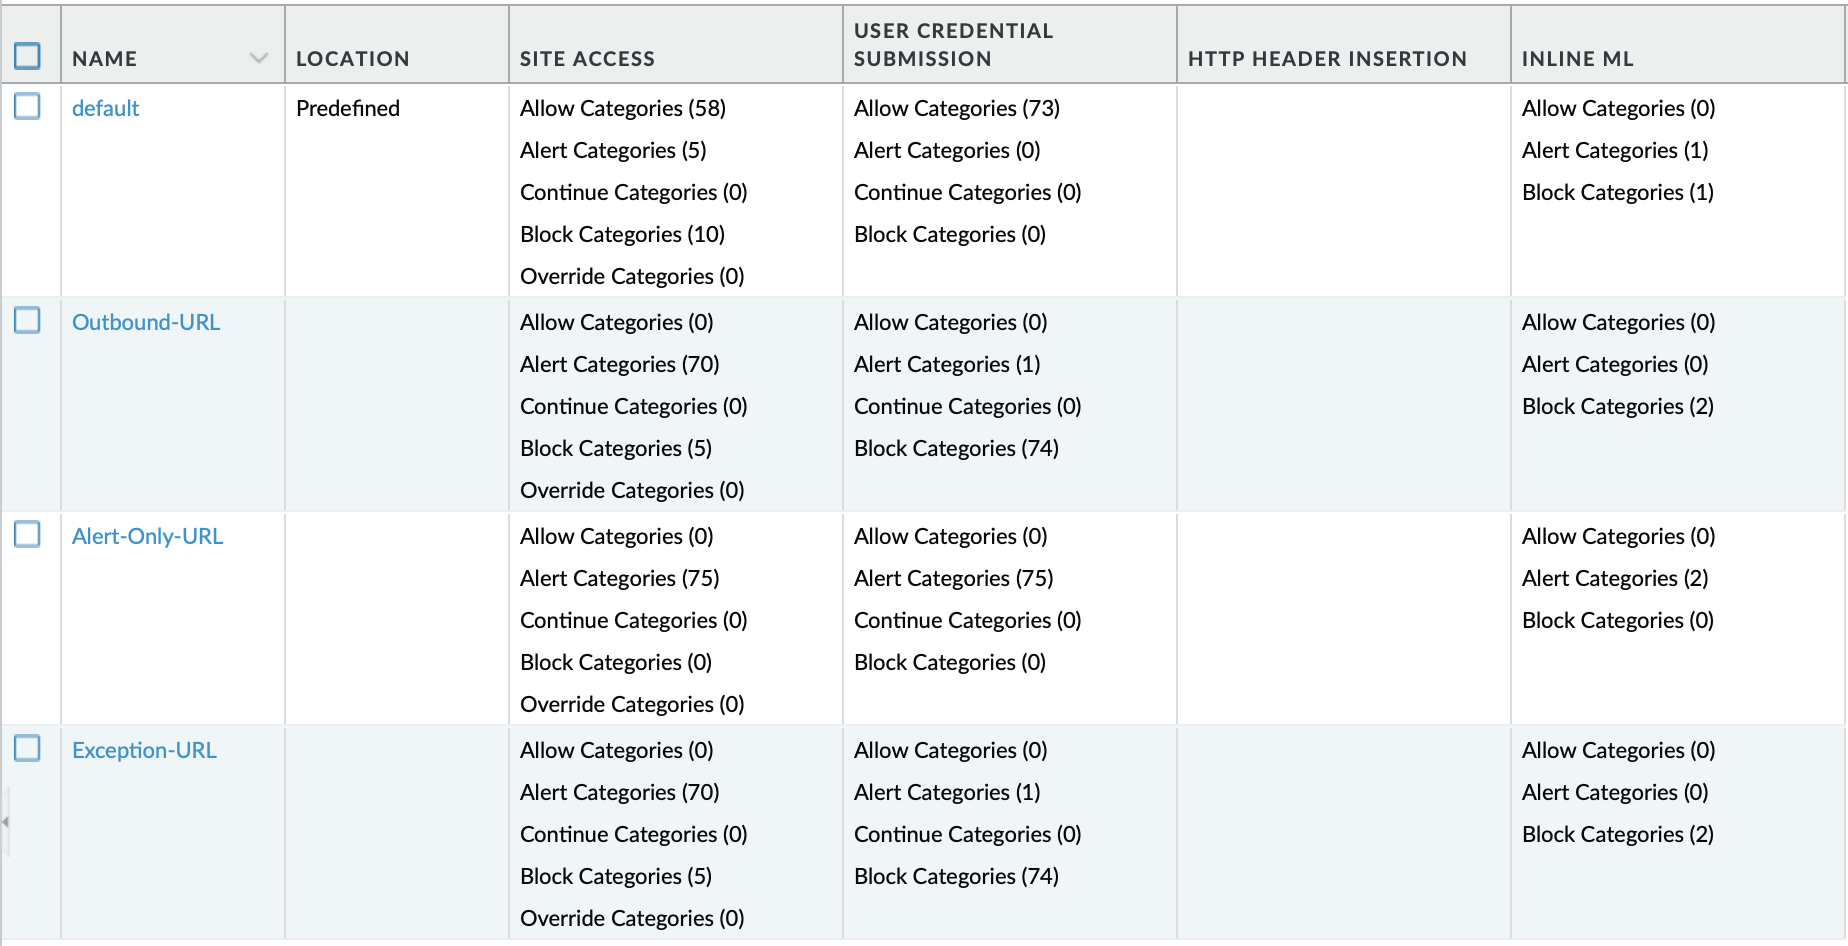 NAME
LOCATION
SITE ACCESS
USER CREDENTIAL
SUBMISSION
HTTP HEADER INSERTION
INLINE ML
default
Predefined
Allow Categories (58)
Alert Categories (5)
Continue Categories (0)
Block Categories (10)
Override Categories (0)
Allow Categories (73)
Alert Categories (0)
Continue Categories (0)
Block Categories (0)
Allow Categories (0)
Alert Categories (1)
Block Categories (1)
Outbound-URL
Allow Categories (0)
Alert Categories (70)
Continue Categories (0)
Block Categories (5)
Override Categories (0)
Allow Categories (0)
Alert Categories (1)
Continue Categories (0)
Block Categories (74)
Allow Categories (0)
Alert Categories (0)
Block Categories (2)
Alert-Only-URL
Allow Categories (0)
Alert Categories (75)
Continue Categories (0)
Block Categories (0)
Override Categories (0)
Allow Categories (0)
Alert Categories (75)
Continue Categories (0)
Block Categories (0)
Allow Categories (0)
Alert Categories (2)
Block Categories (0)
Exception-URL
Allow Categories (0)
Alert Categories (70)
Continue Categories (0)
Block Categories (5)
Override Categories (0)
Allow Categories (0)
Alert Categories (1)
Continue Categories (0)
Block Categories (74)
Allow Categories (0)
Alert Categories (0)
Block Categories (2)